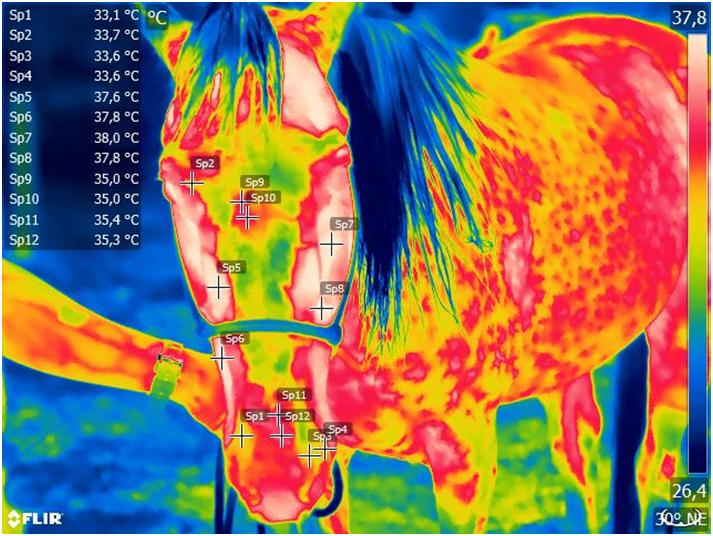 Sp1 33,1 °C
Sp2 33,7 °C
Sp3 33,6 °C
Sp4 33,6 °C
Sp5 37,6 °C
Sp6 37,8 °C
Sp7 38,0 °C
Sp8 37,8 °C
Sp9 35,0 °C
Sp10 35,0 °C
Sp11 35,4 °C
Sp12 35,3 °C
°C
37,8
Sp2
Sp9
Sp10
Sp7
Sp5
Sp8
Sp6
Sp11
Sp1
Sp12
Sp3
Sp4
26,4
30° NE
FLIR